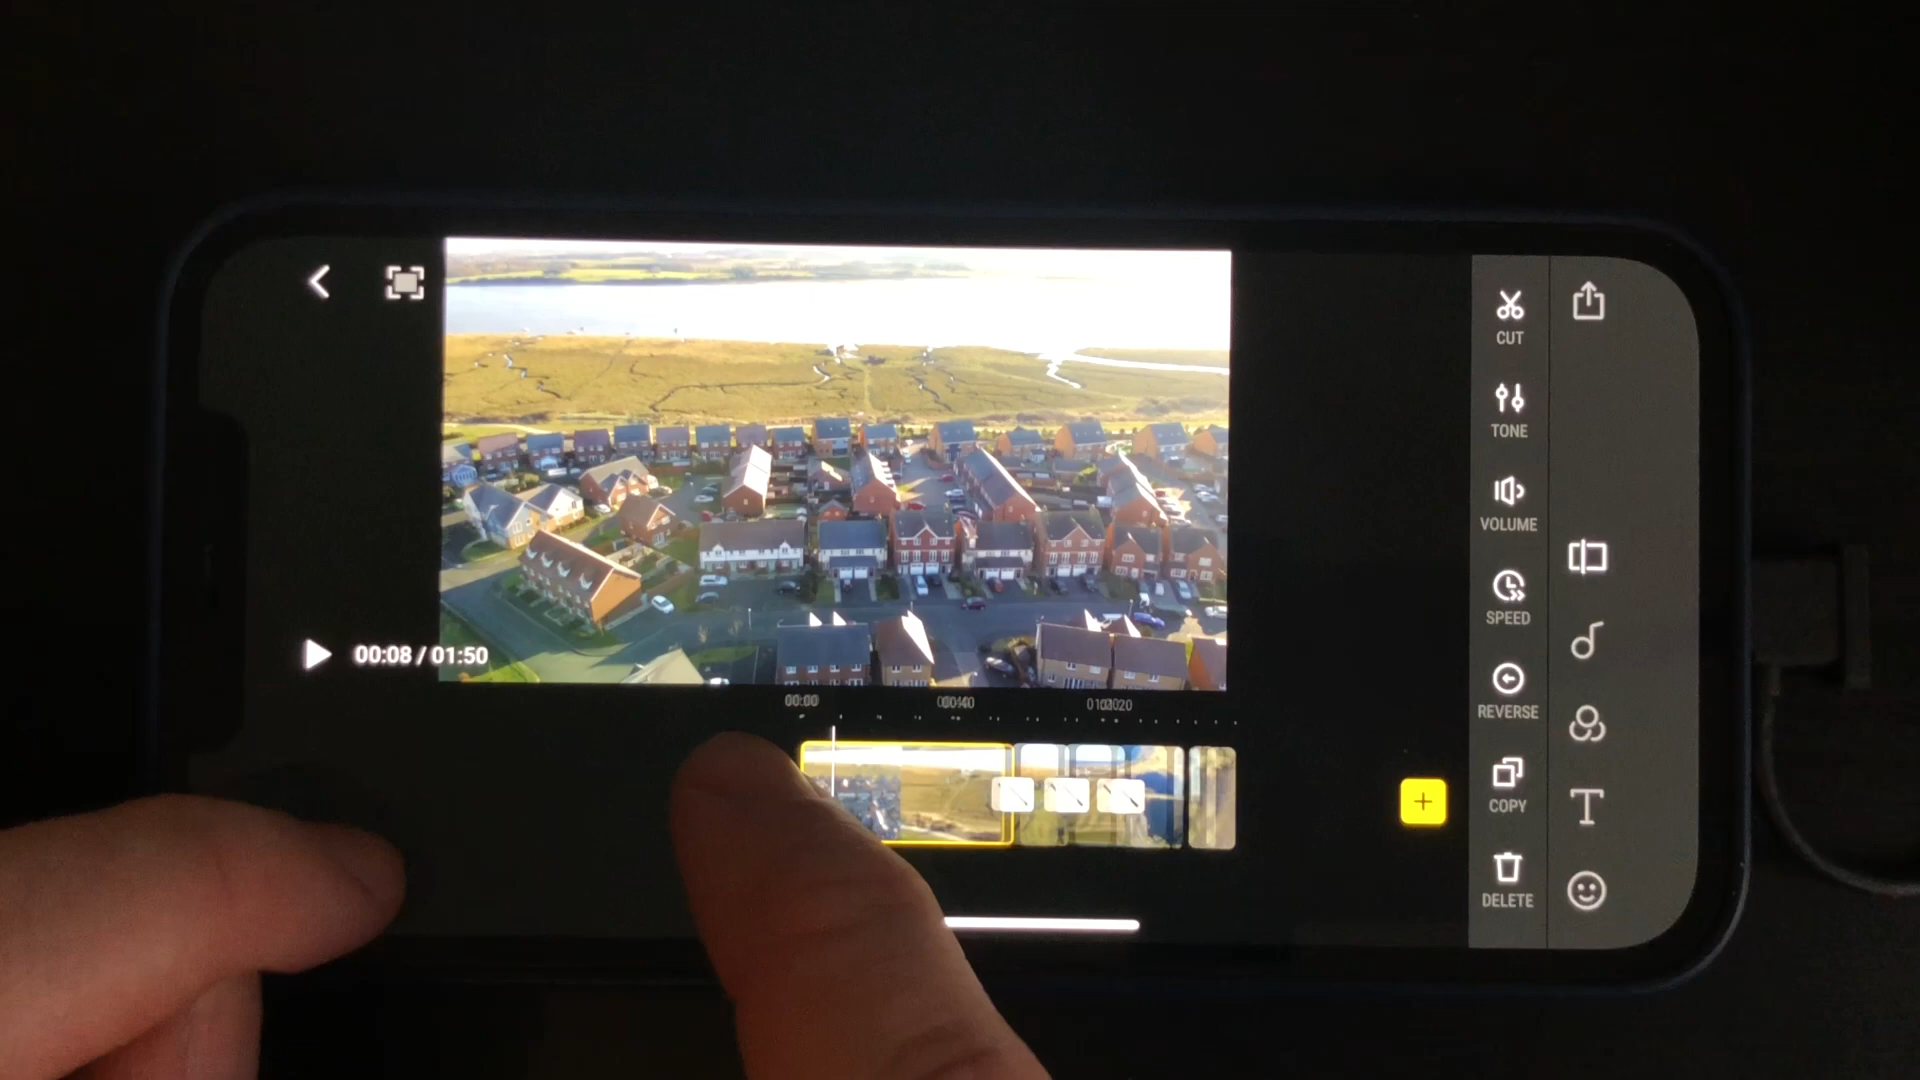 CUT
TONE
VOLUME
SPEED
00:08 / 01:50
REVERSE
00:00
COPY
DELETE